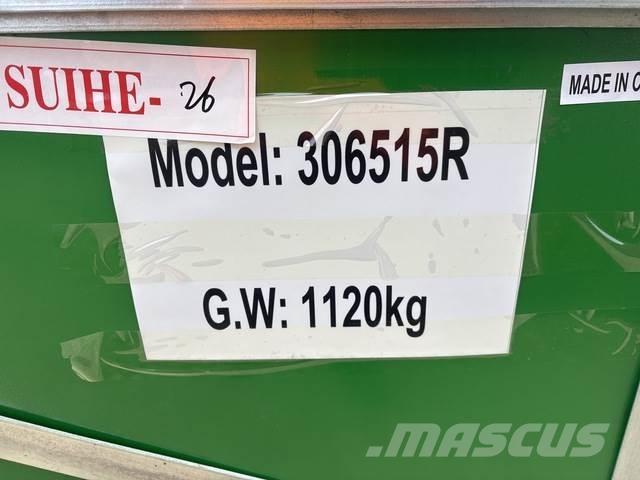 SUIHE- 26
MADE IN C
Model: 306515R
G.W: 1120kg
.MASCUS